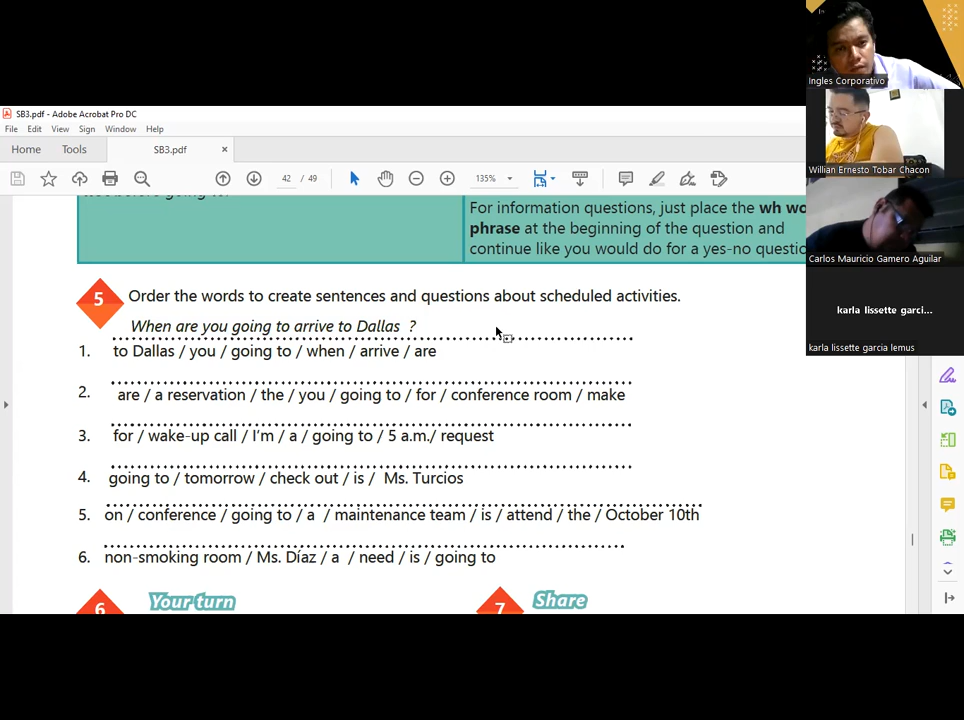 SB3.pdf - Adobe Acrobat Pro DC
File Edit View Sign Window Help
Home Tools SB3.pdf ×
42 / 49 135%
For information questions, just place the wh wo
phrase at the beginning of the question and
continue like you would do for a yes-no questio
5 Order the words to create sentences and questions about scheduled activities.
When are you going to arrive to Dallas ?
1. to Dallas / you / going to / when / arrive / are
2. are / a reservation / the / you / going to / for / conference room / make
3. for / wake-up call / I'm / a / going to / 5 a.m./ request
4. going to / tomorrow / check out / is / Ms. Turcios
5. on / conference / going to / a / maintenance team / is / attend / the / October 10th
6. non-smoking room / Ms. Díaz / a / need / is / going to
6 Your turn 7 Share
Ingles Corporativo
Willian Ernesto Tobar Chacon
Carlos Mauricio Gamero Aguilar
karla lissette garci...
karla lissette garcia lemus